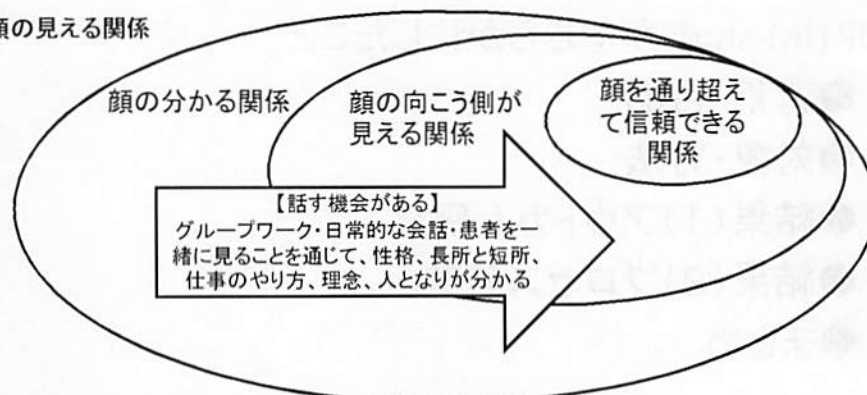 顔の見える関係
顔の分かる関係
顔の向こう側が
見える関係
顔を通り超え
て信頼できる
関係
【話す機会がある】
グループワーク・日常的な会話・患者を一
緒に見ることを通じて、性格、長所と短所、
仕事のやり方、理念、人となりが分かる